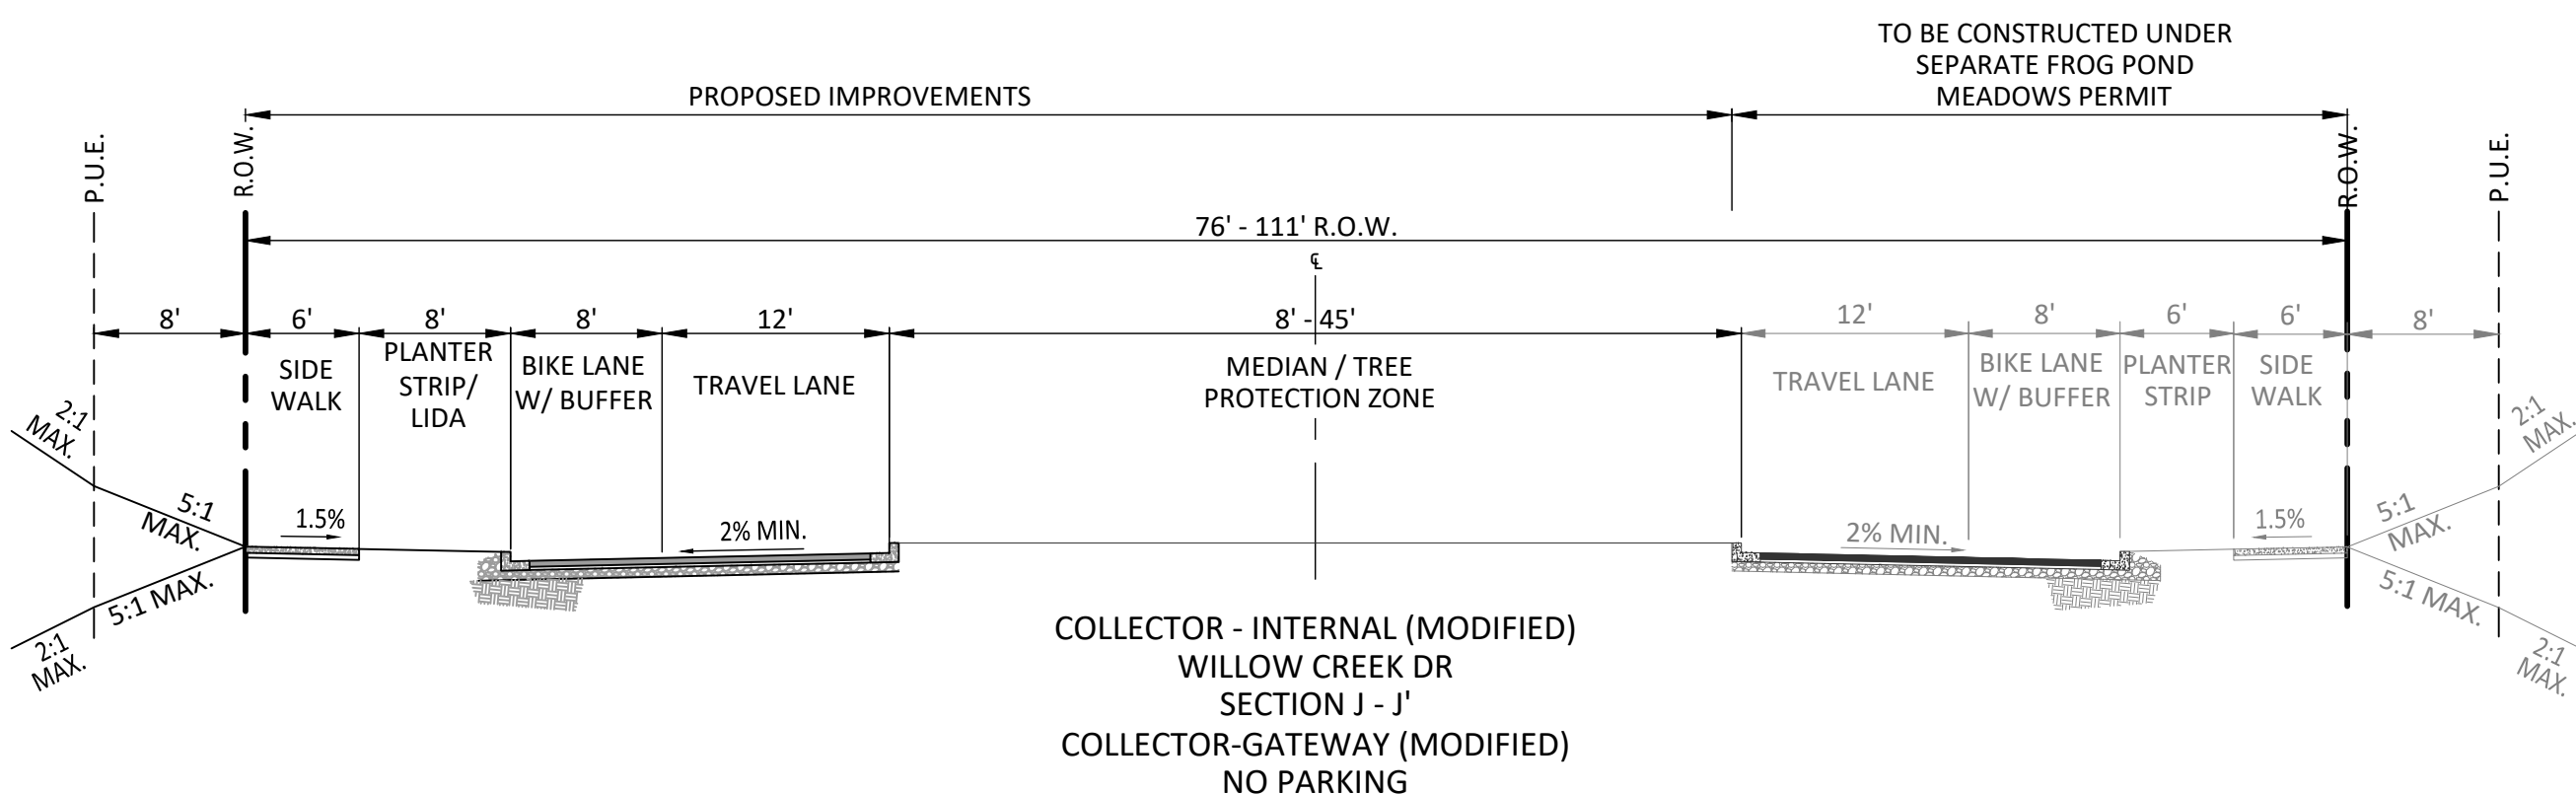 TO BE CONSTRUCTED UNDER
SEPARATE FROG POND
MEADOWS PERMIT
PROPOSED IMPROVEMENTS
P.U.E.
R.O.W.
R.O.W.
P.U.E.
76' - 111' R.O.W.
℄
8'
6'
8'
8'
12'
8' - 45'
12'
8'
6'
6'
8'
SIDE
WALK
PLANTER
STRIP/
LIDA
BIKE LANE
W/ BUFFER
TRAVEL LANE
MEDIAN / TREE
PROTECTION ZONE
TRAVEL LANE
BIKE LANE
W/ BUFFER
PLANTER
STRIP
SIDE
WALK
2:1
MAX.
5:1
MAX.
1.5%
2% MIN.
2% MIN.
1.5%
5:1
MAX.
2:1
MAX.
5:1 MAX.
2:1
MAX.
5:1 MAX.
2:1
MAX.
COLLECTOR - INTERNAL (MODIFIED)
WILLOW CREEK DR
SECTION J - J'
COLLECTOR-GATEWAY (MODIFIED)
NO PARKING